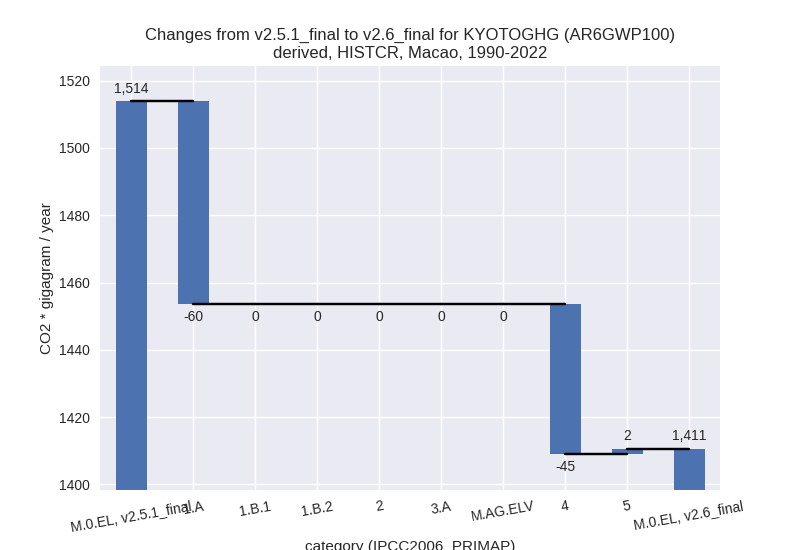 Changes from v2.5.1_final to v2.6_final for KYOTOGHG (AR6GWP100)
derived, HISTCR, Macao, 1990-2022
CO2 * gigagram / year
1520
1500
1480
1460
1440
1420
1400
1,514
-60
0
0
0
0
0
-45
2
1,411
M.0.EL, v2.5.1_final
1.A
1.B.1
1.B.2
2
3.A
M.AG.ELV
4
5
M.0.EL, v2.6_final
category (IPCC2006_PRIMAP)